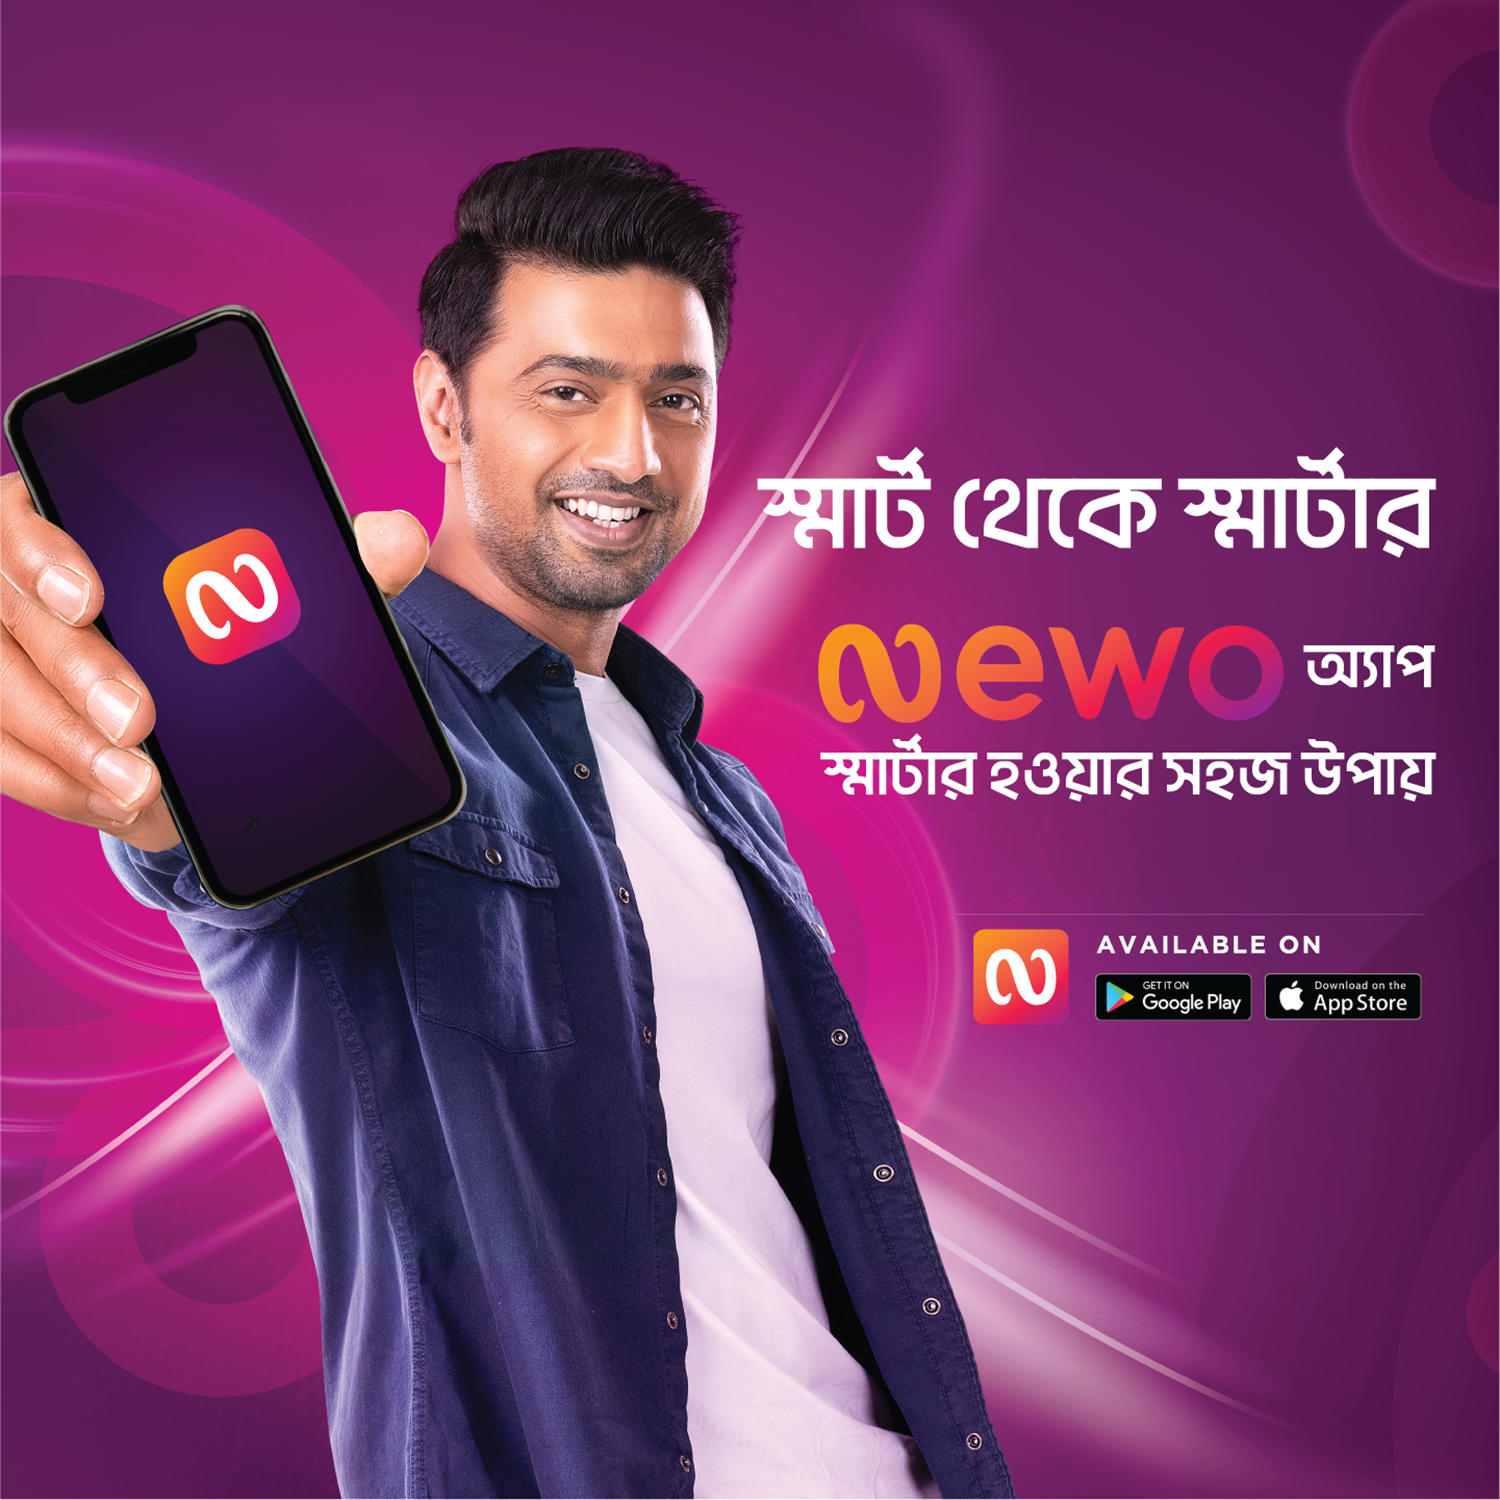 স্মার্ট থেকে স্মার্টার
newo অ্যাপ
স্মার্টার হওয়ার সহজ উপায়
AVAILABLE ON
GET IT ON
Google Play
Download on the
App Store